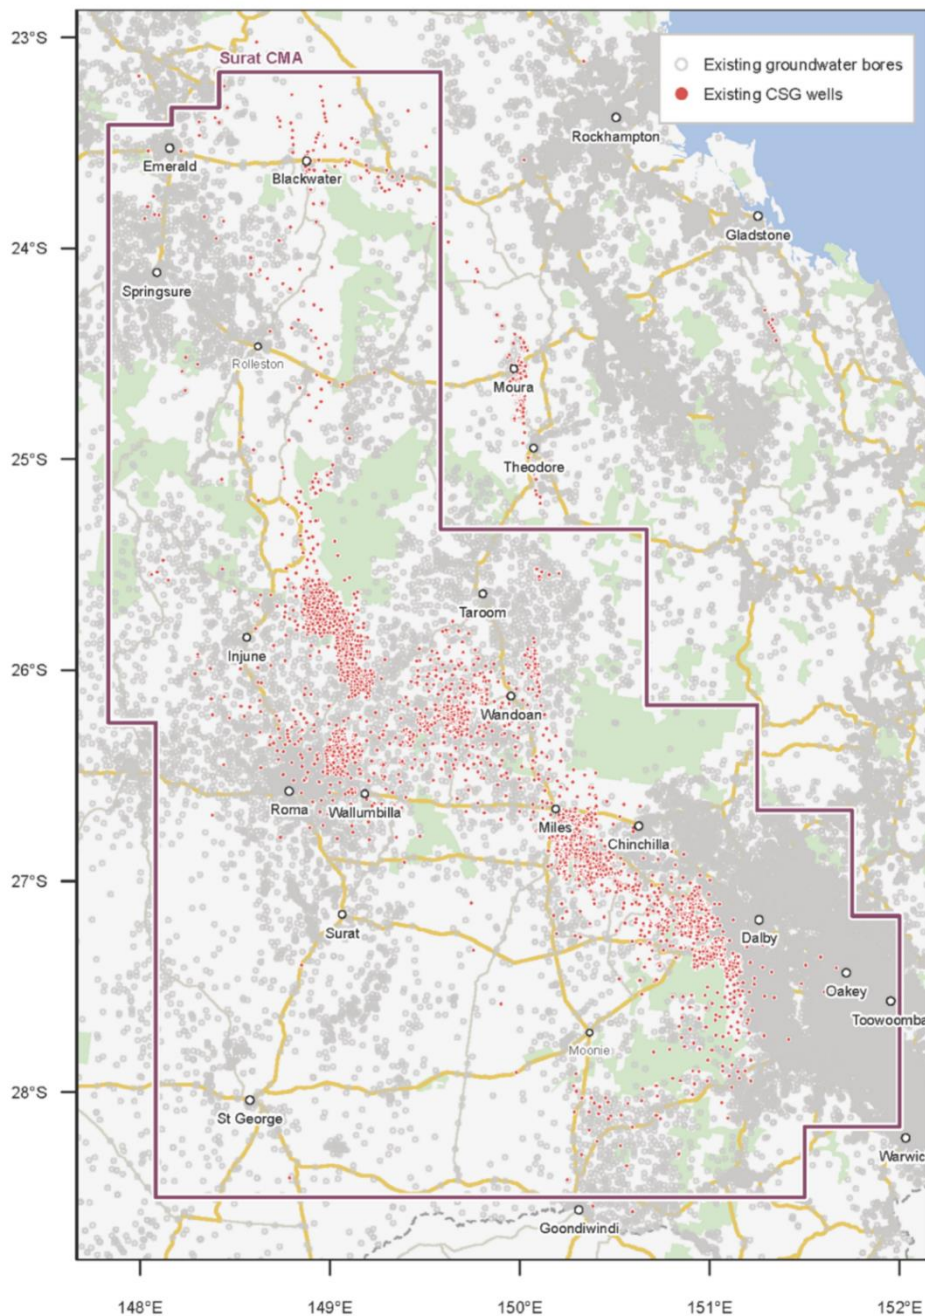 23°S
Surat CMA
Existing groundwater bores
Existing CSG wells
Rockhampton
Emerald
Blackwater
24°S
Gladstone
Springsure
Rolleston
Moura
25°S
Theodore
Taroom
Injune
26°S
Wandoan
Roma
Wallumbilla
Miles
Chinchilla
27°S
Surat
Dalby
Oakey
Toowoomba
Moonie
28°S
St George
Warwic
Goondiwindi
148°E 149°E 150°E 151°E 152°E